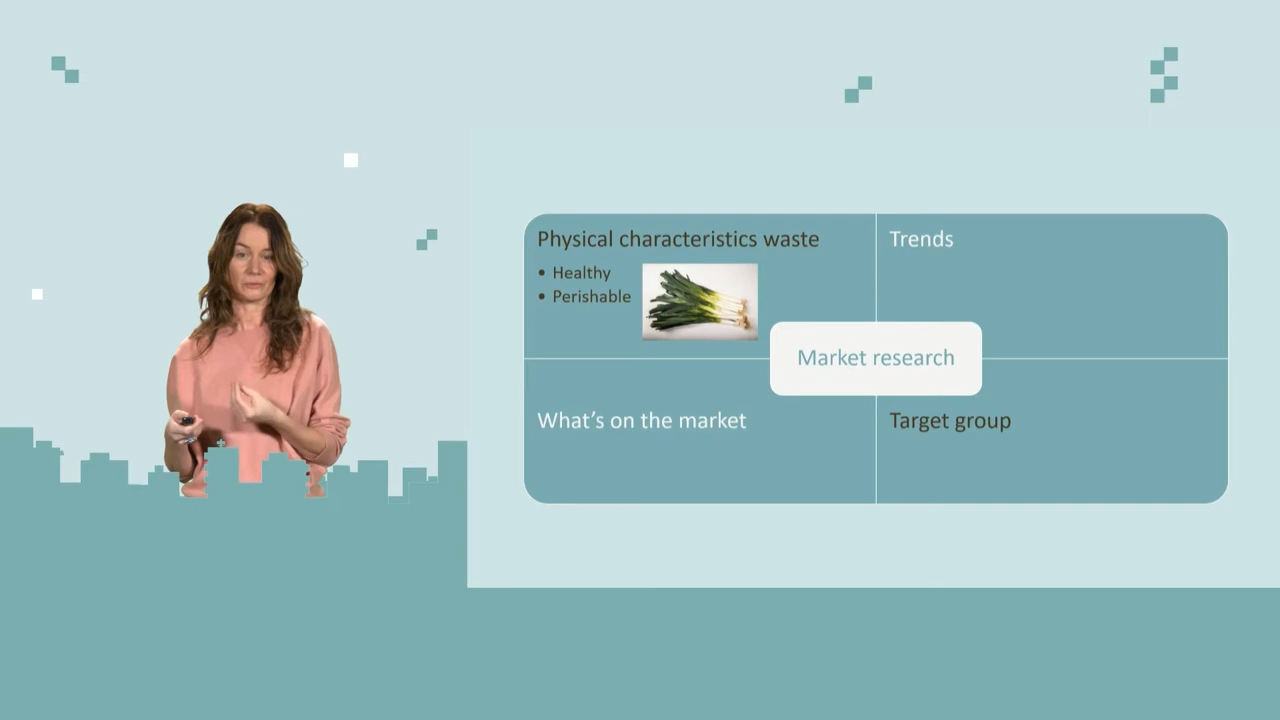 Physical characteristics waste
• Healthy
• Perishable
Trends
Market research
What’s on the market
Target group